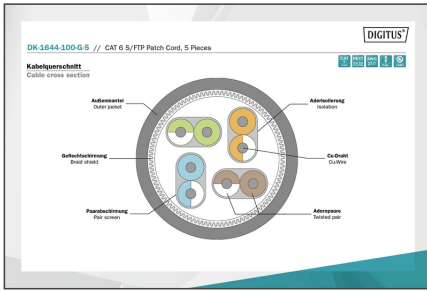 DIGITUS®
DK-1644-100-G-5 // CAT 6 S/FTP Patch Cord, 5 Pieces
Kabelquerschnitt
Cable cross section
Außenmantel
Outer jacket
Aderisolierung
Isolation
Geflechtschirmung
Braid shield
Cu-Draht
Cu-Wire
Paarabschirmung
Pair screen
Adernpaare
Twisted pair